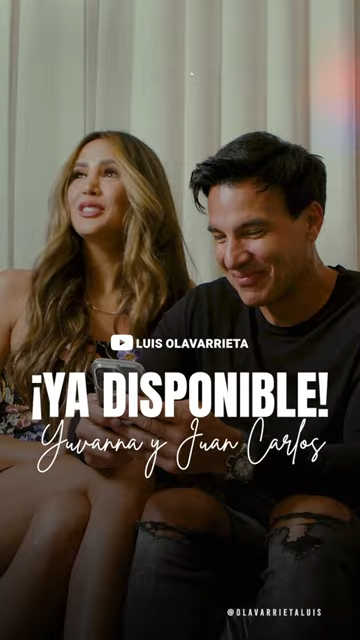 LUIS OLAVARRIETA
¡YA DISPONIBLE!
Yuvanna y Juan Carlos
@OLAVARRIETALUIS